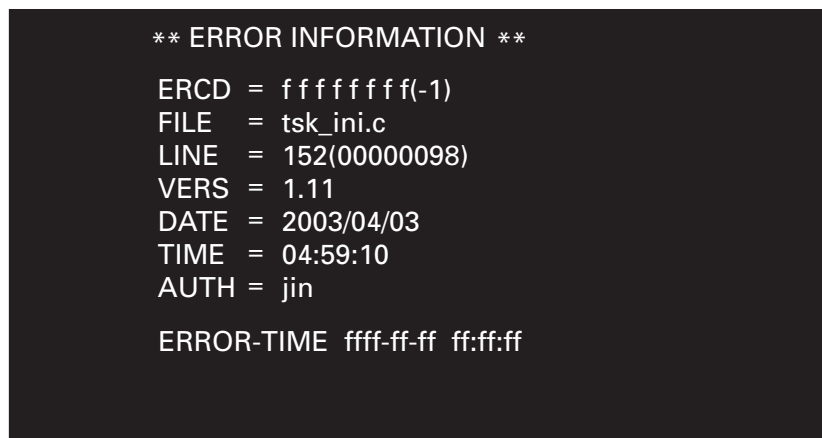 ** ERROR INFORMATION **
ERCD = f f f f f f f f(-1)
FILE = tsk_ini.c
LINE = 152(00000098)
VERS = 1.11
DATE = 2003/04/03
TIME = 04:59:10
AUTH = jin
ERROR-TIME ffff-ff-ff ff:ff:ff